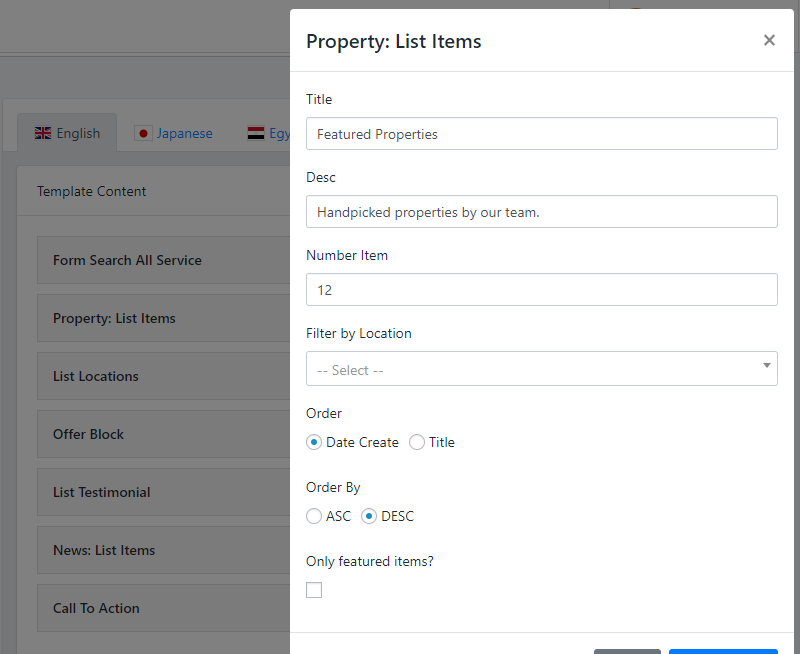 Property: List Items
×
Title
Featured Properties
Desc
Handpicked properties by our team.
Number Item
12
Filter by Location
-- Select --
Order
Date Create Title
Order By
ASC DESC
Only featured items?
English Japanese Egy
Template Content
Form Search All Service
Property: List Items
List Locations
Offer Block
List Testimonial
News: List Items
Call To Action